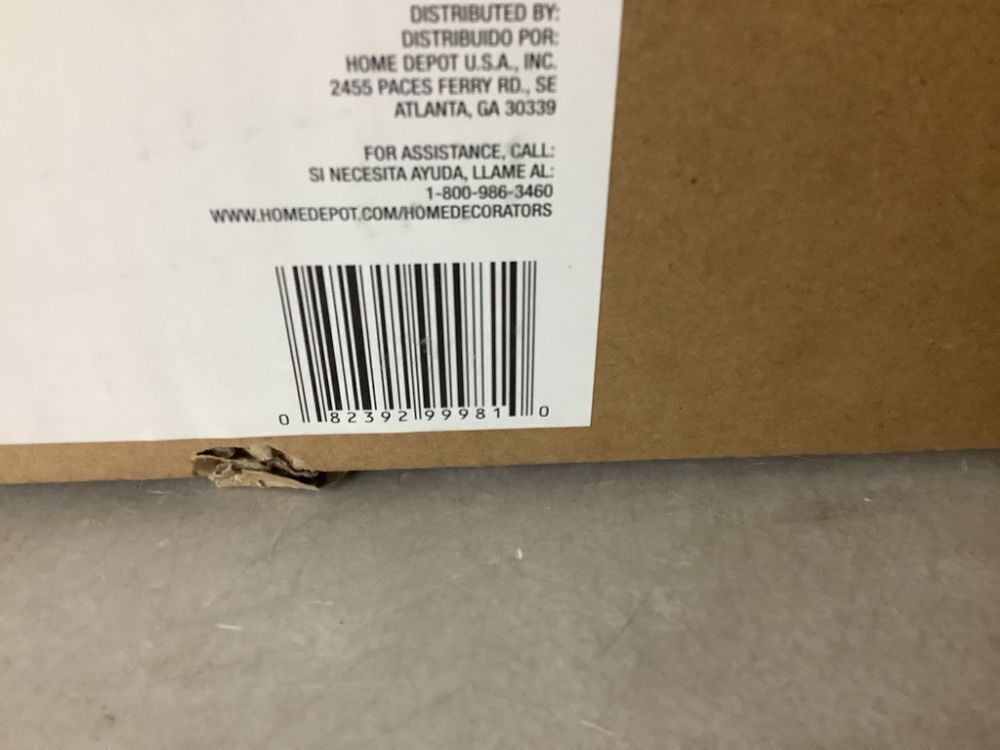 DISTRIBUTED BY:
DISTRIBUIDO POR:
HOME DEPOT U.S.A., INC.
2455 PACES FERRY RD., SE
ATLANTA, GA 30339
FOR ASSISTANCE, CALL:
SI NECESITA AYUDA, LLAME AL:
1-800-986-3460
WWW.HOMEDEPOT.COM/HOMEDECORATORS
0 82392 99981 0